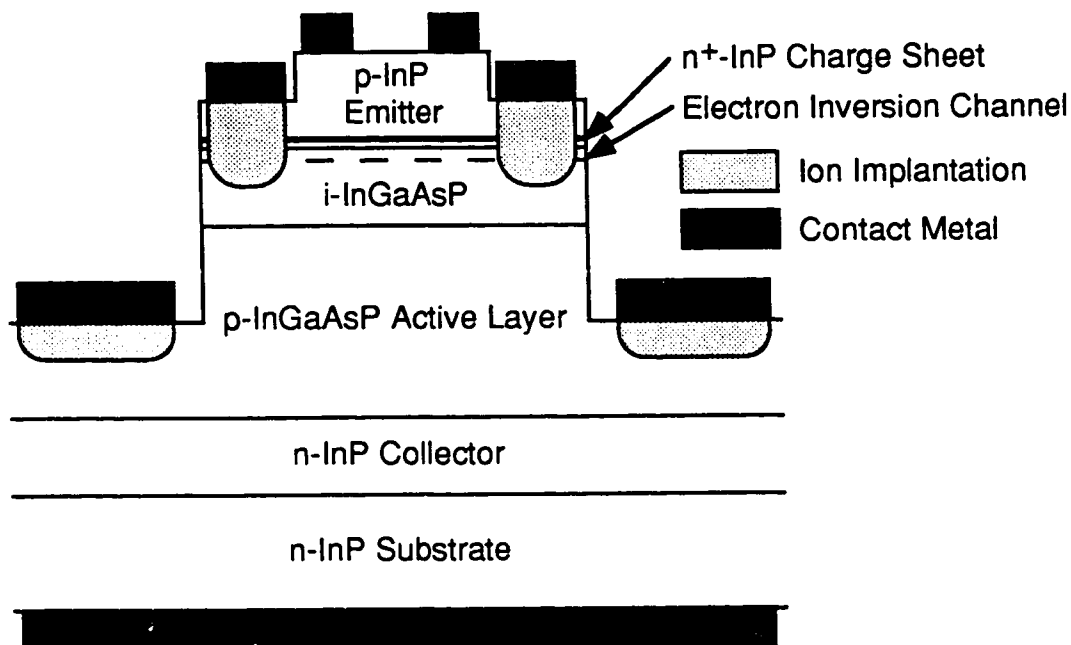 n+-InP Charge Sheet
p-InP
Emitter
Electron Inversion Channel
Ion Implantation
i-InGaAsP
Contact Metal
p-InGaAsP Active Layer
n-InP Collector
n-InP Substrate